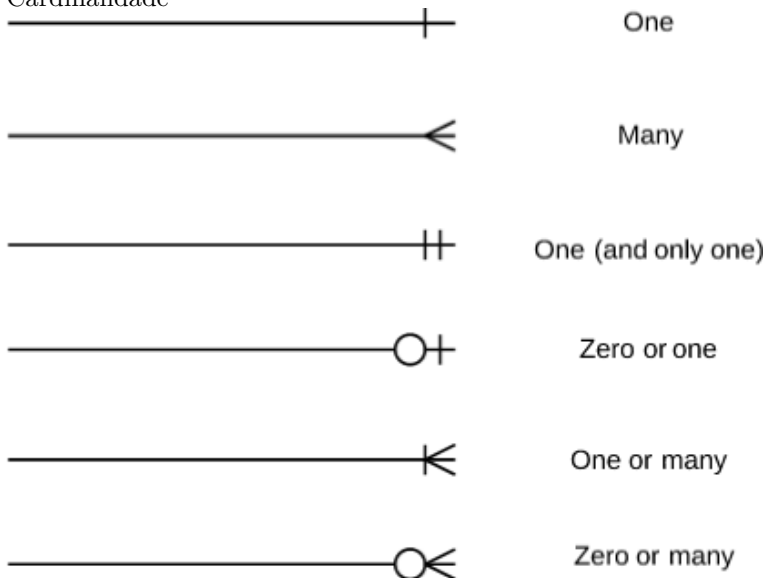 Cardinalidade
One
Many
One (and only one)
Zero or one
One or many
Zero or many